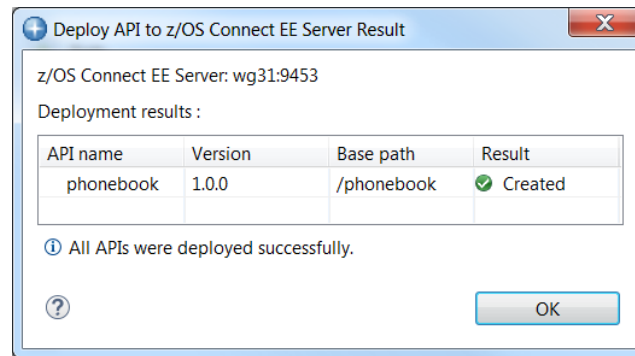 Deploy API to z/OS Connect EE Server Result
z/OS Connect EE Server: wg31:9453
Deployment results :
API name Version Base path Result
phonebook 1.0.0 /phonebook Created
All APIs were deployed successfully.
OK